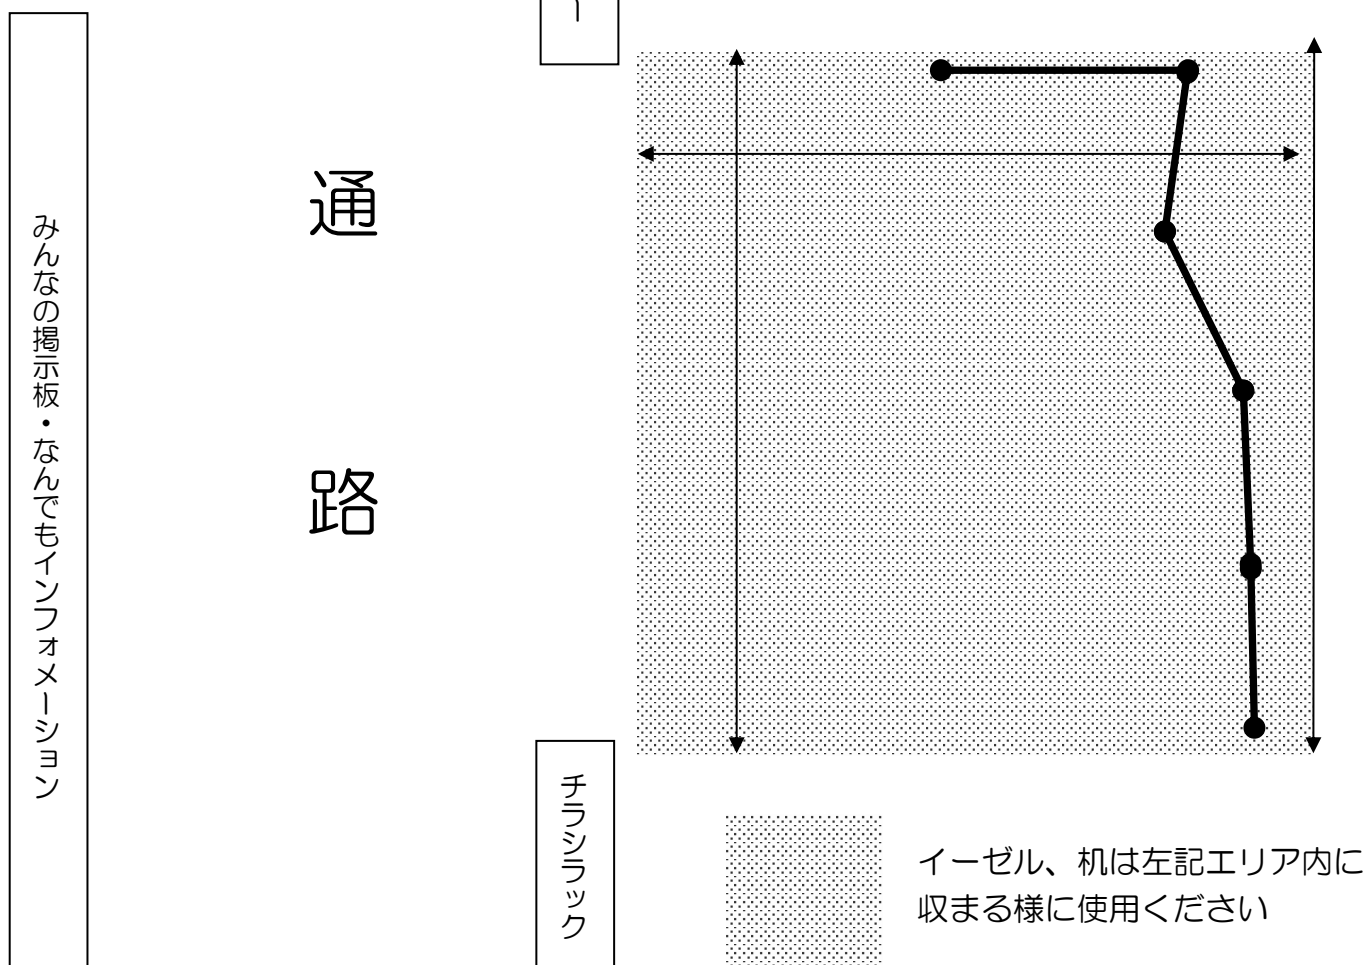 みんなの掲示板・なんでもインフォメーション
通路
チラシラック
イーゼル、机は左記エリア内に
収まる様に使用ください